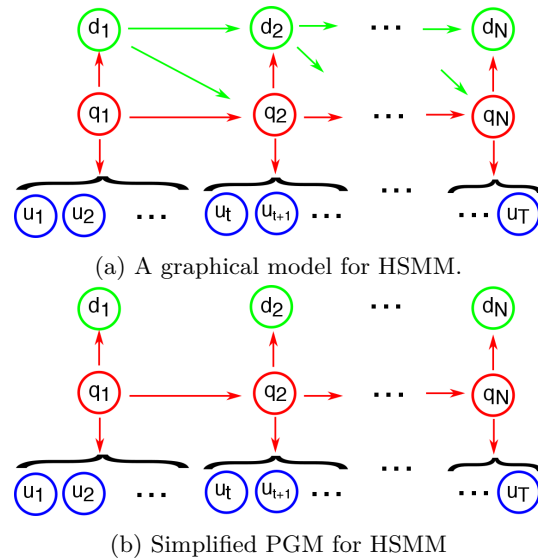 d1 d2 ... dN
q1 q2 ... qN
u1 u2 ... ut ut+1 ... ... uT
(a) A graphical model for HSMM.
d1 d2 ... dN
q1 q2 ... qN
u1 u2 ... ut ut+1 ... ... uT
(b) Simplified PGM for HSMM